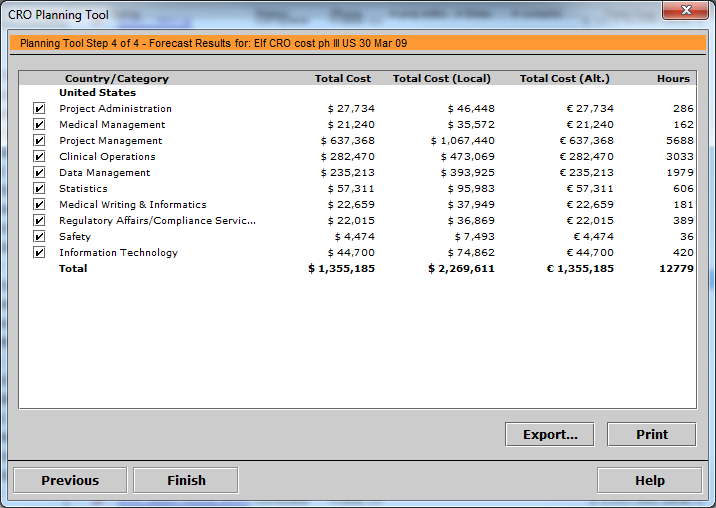 CRO Planning Tool
Planning Tool Step 4 of 4 - Forecast Results for: Elf CRO cost ph III US 30 Mar 09
Country/Category Total Cost Total Cost (Local) Total Cost (Alt.) Hours
United States
Project Administration $ 27,734 $ 46,448 € 27,734 286
Medical Management $ 21,240 $ 35,572 € 21,240 162
Project Management $ 637,368 $ 1,067,440 € 637,368 5688
Clinical Operations $ 282,470 $ 473,069 € 282,470 3033
Data Management $ 235,213 $ 393,925 € 235,213 1979
Statistics $ 57,311 $ 95,983 € 57,311 606
Medical Writing & Informatics $ 22,659 $ 37,949 € 22,659 181
Regulatory Affairs/Compliance Servic... $ 22,015 $ 36,869 € 22,015 389
Safety $ 4,474 $ 7,493 € 4,474 36
Information Technology $ 44,700 $ 74,862 € 44,700 420
Total $ 1,355,185 $ 2,269,611 € 1,355,185 12779
Export... Print
Previous Finish Help